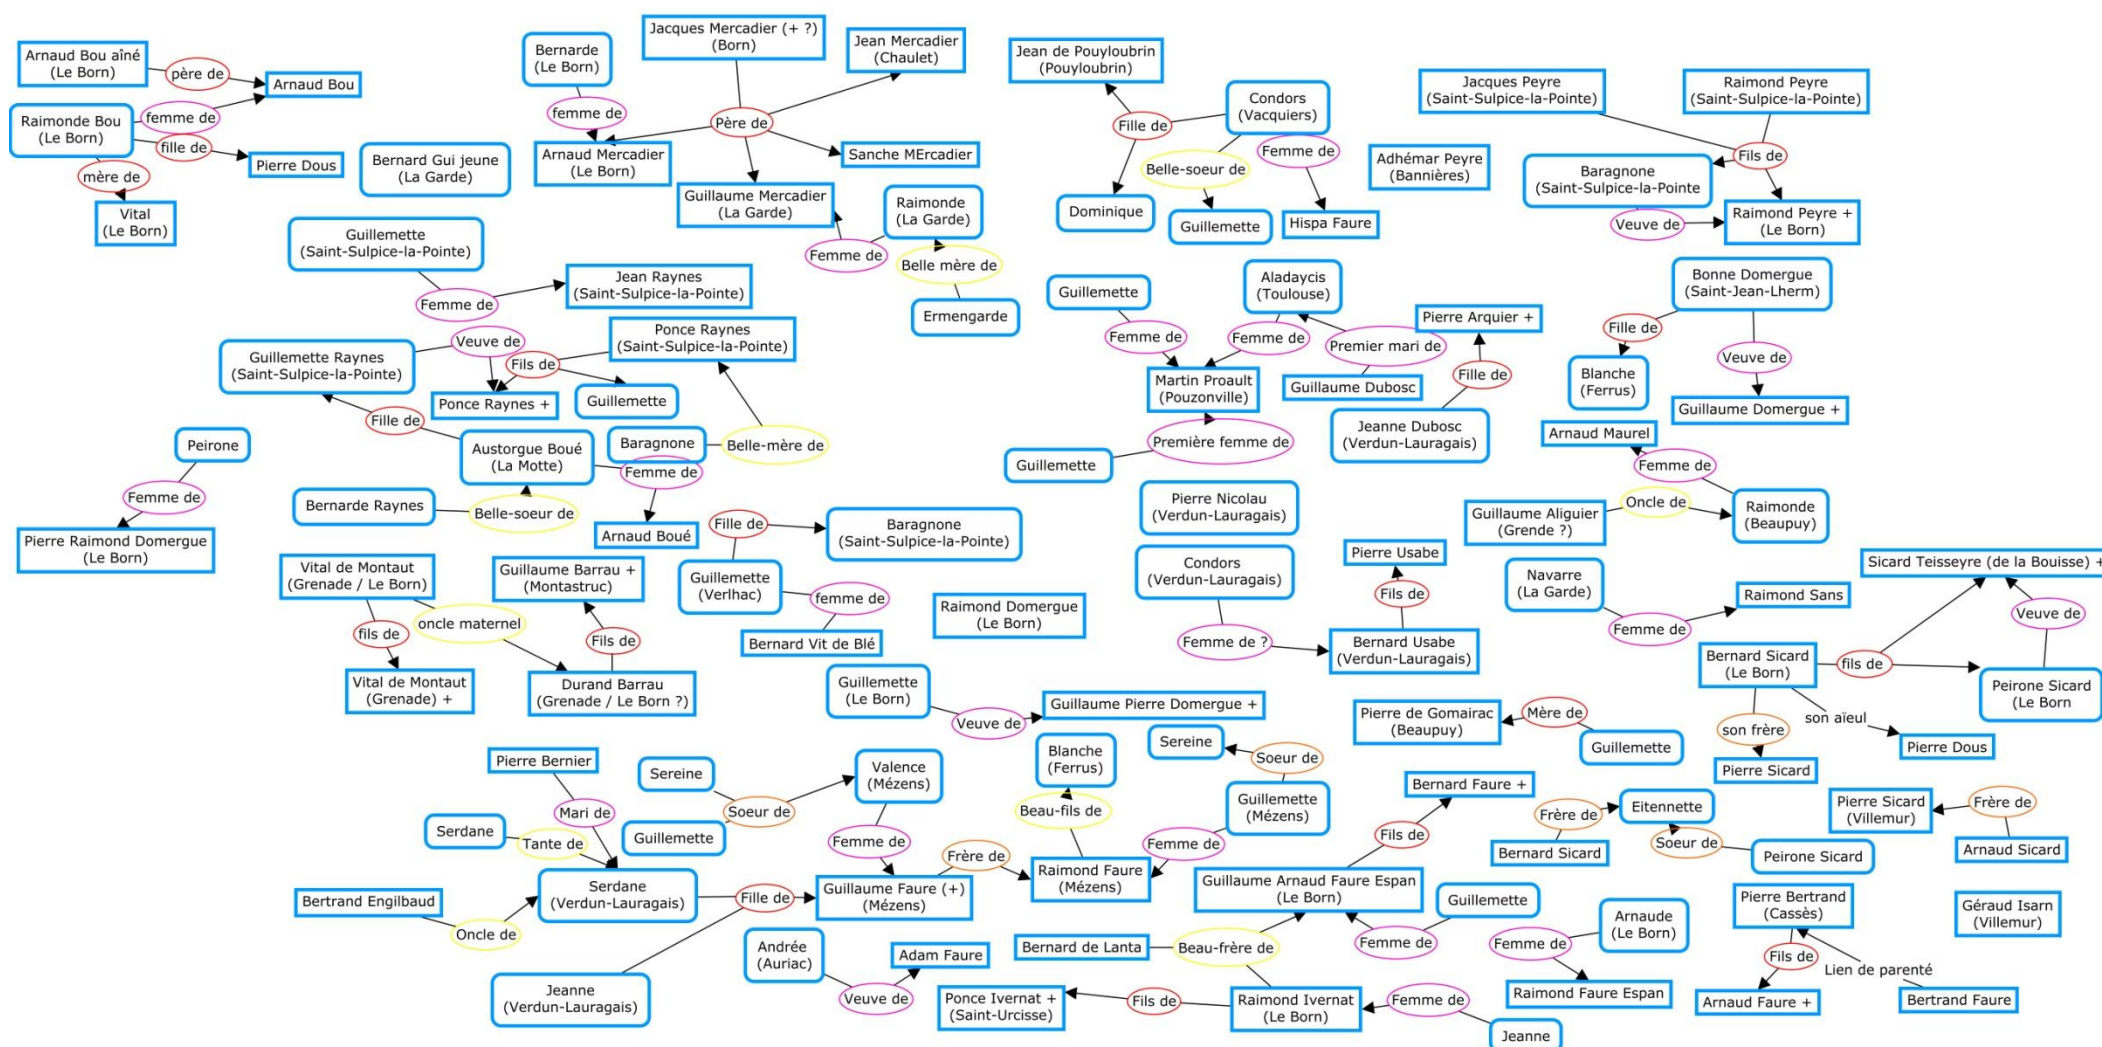 Arnaud Bou aîné
(Le Born)
père de
Arnaud Bou
Raimonde Bou
(Le Born)
femme de
fille de
Pierre Dous
mère de
Vital
(Le Born)
Bernard Gui jeune
(La Garde)
Bernarde
(Le Born)
femme de
Jacques Mercadier (+ ?)
(Born)
Jean Mercadier
(Chaulet)
Père de
Arnaud Mercadier
(Le Born)
Sanche MErcadier
Guillaume Mercadier
(La Garde)
Raimonde
(La Garde)
Femme de
Belle mère de
Ermengarde
Jean de Pouyloubrin
(Pouyloubrin)
Fille de
Condors
(Vacquiers)
Belle-soeur de
Femme de
Dominique
Guillemette
Hispa Faure
Adhémar Peyre
(Bannières)
Jacques Peyre
(Saint-Sulpice-la-Pointe)
Raimond Peyre
(Saint-Sulpice-la-Pointe)
Fils de
Baragnone
(Saint-Sulpice-la-Pointe
Veuve de
Raimond Peyre +
(Le Born)
Guillemette
(Saint-Sulpice-la-Pointe)
Femme de
Jean Raynes
(Saint-Sulpice-la-Pointe)
Guillemette Raynes
(Saint-Sulpice-la-Pointe)
Veuve de
Fils de
Ponce Raynes
(Saint-Sulpice-la-Pointe)
Ponce Raynes +
Guillemette
Fille de
Austorgue Boué
(La Motte)
Baragnone
Belle-mère de
Femme de
Bernarde Raynes
Belle-soeur de
Arnaud Boué
Peirone
Femme de
Pierre Raimond Domergue
(Le Born)
Guillemette
Femme de
Aladaycis
(Toulouse)
Femme de
Premier mari de
Guillaume Dubosc
Martin Proault
(Pouzonville)
Première femme de
Guillemette
Pierre Arquier +
Fille de
Jeanne Dubosc
(Verdun-Lauragais)
Bonne Domergue
(Saint-Jean-Lherm)
Fille de
Veuve de
Blanche
(Ferrus)
Guillaume Domergue +
Arnaud Maurel
Femme de
Guillaume Aliguier
(Grende ?)
Oncle de
Raimonde
(Beaupuy)
Fille de
Baragnone
(Saint-Sulpice-la-Pointe)
Guillemette
(Verlhac)
femme de
Bernard Vit de Blé
Vital de Montaut
(Grenade / Le Born)
fils de
oncle maternel
Vital de Montaut
(Grenade) +
Guillaume Barrau +
(Montastruc)
Fils de
Durand Barrau
(Grenade / Le Born ?)
Raimond Domergue
(Le Born)
Pierre Nicolau
(Verdun-Lauragais)
Condors
(Verdun-Lauragais)
Femme de ?
Pierre Usabe
Fils de
Bernard Usabe
(Verdun-Lauragais)
Navarre
(La Garde)
Femme de
Raimond Sans
Sicard Teisseyre (de la Bouisse) +
Veuve de
Bernard Sicard
(Le Born)
fils de
Peirone Sicard
(Le Born
son aïeul
son frère
Pierre Dous
Pierre Sicard
Guillemette
(Le Born)
Veuve de
Guillaume Pierre Domergue +
Pierre de Gomairac
(Beaupuy)
Mère de
Guillemette
Pierre Bernier
Mari de
Serdane
Tante de
Sereine
Guillemette
Soeur de
Valence
(Mézens)
Femme de
Bertrand Engilbaud
Oncle de
Serdane
(Verdun-Lauragais)
Fille de
Guillaume Faure (+)
(Mézens)
Jeanne
(Verdun-Lauragais)
Frère de
Raimond Faure
(Mézens)
Blanche
(Ferrus)
Beau-fils de
Sereine
Soeur de
Guillemette
(Mézens)
Femme de
Andrée
(Auriac)
Veuve de
Adam Faure
Bernard Faure +
Fils de
Guillaume Arnaud Faure Espan
(Le Born)
Guillemette
Femme de
Bernard de Lanta
Beau-frère de
Ponce Ivernat +
(Saint-Urcisse)
Fils de
Raimond Ivernat
(Le Born)
Femme de
Jeanne
Frère de
Eitennette
Bernard Sicard
Soeur de
Peirone Sicard
Pierre Sicard
(Villemur)
Frère de
Arnaud Sicard
Arnaude
(Le Born)
Femme de
Raimond Faure Espan
Pierre Bertrand
(Cassès)
Fils de
Lien de parenté
Arnaud Faure +
Bertrand Faure
Géraud Isarn
(Villemur)